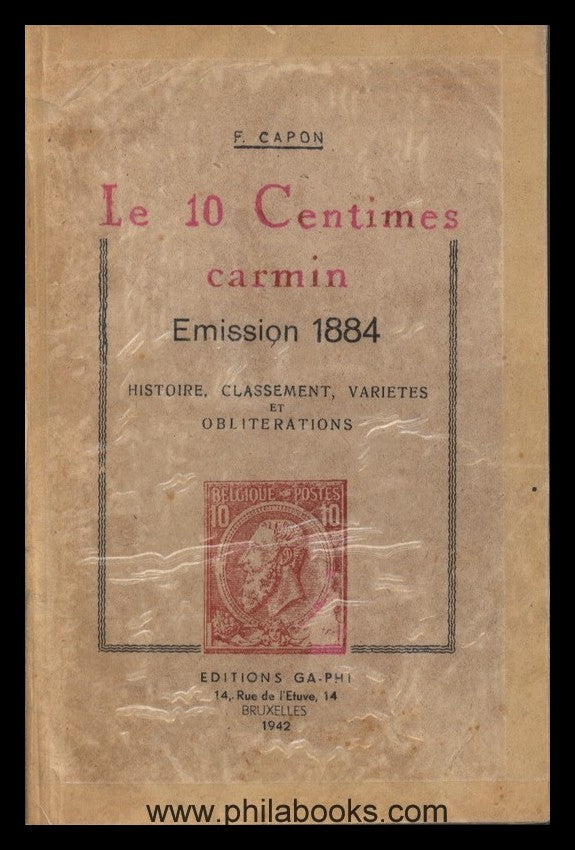 F. CAPON
Le 10 Centimes
carmin
Emission 1884
HISTOIRE, CLASSEMENT, VARIETES
ET
OBLITERATIONS
BELGIQUE POSTES
10 10
EDITIONS GA-PHI
14, Rue de l'Etuve, 14
BRUXELLES
1942
www.philabooks.com